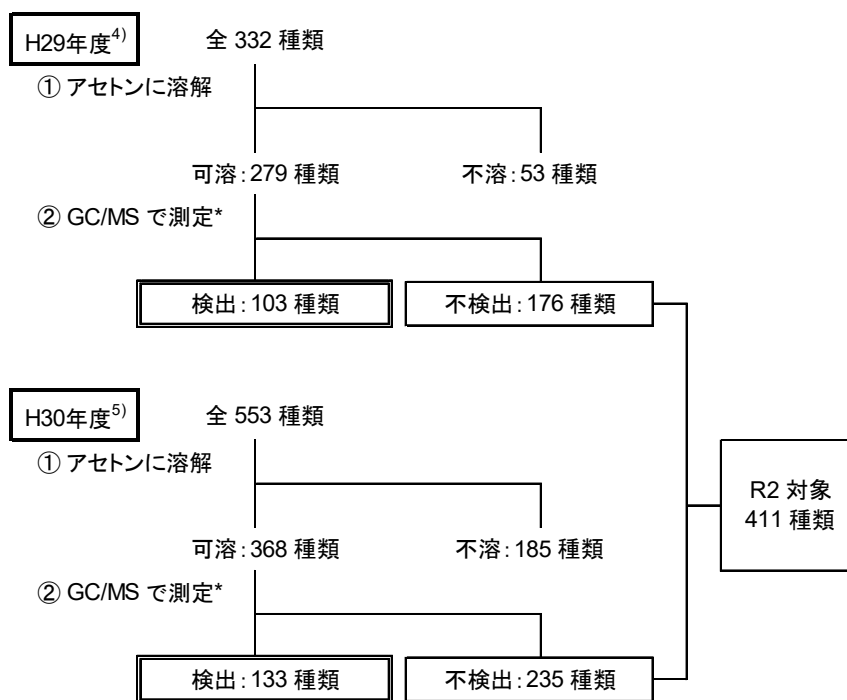 H29年度4) 全 332 種類
① アセトンに溶解
可溶:279 種類 不溶:53 種類
② GC/MS で測定*
検出:103 種類 不検出:176 種類
H30年度5) 全 553 種類
① アセトンに溶解
R2 対象
411 種類
可溶:368 種類 不溶:185 種類
② GC/MS で測定*
検出:133 種類 不検出:235 種類